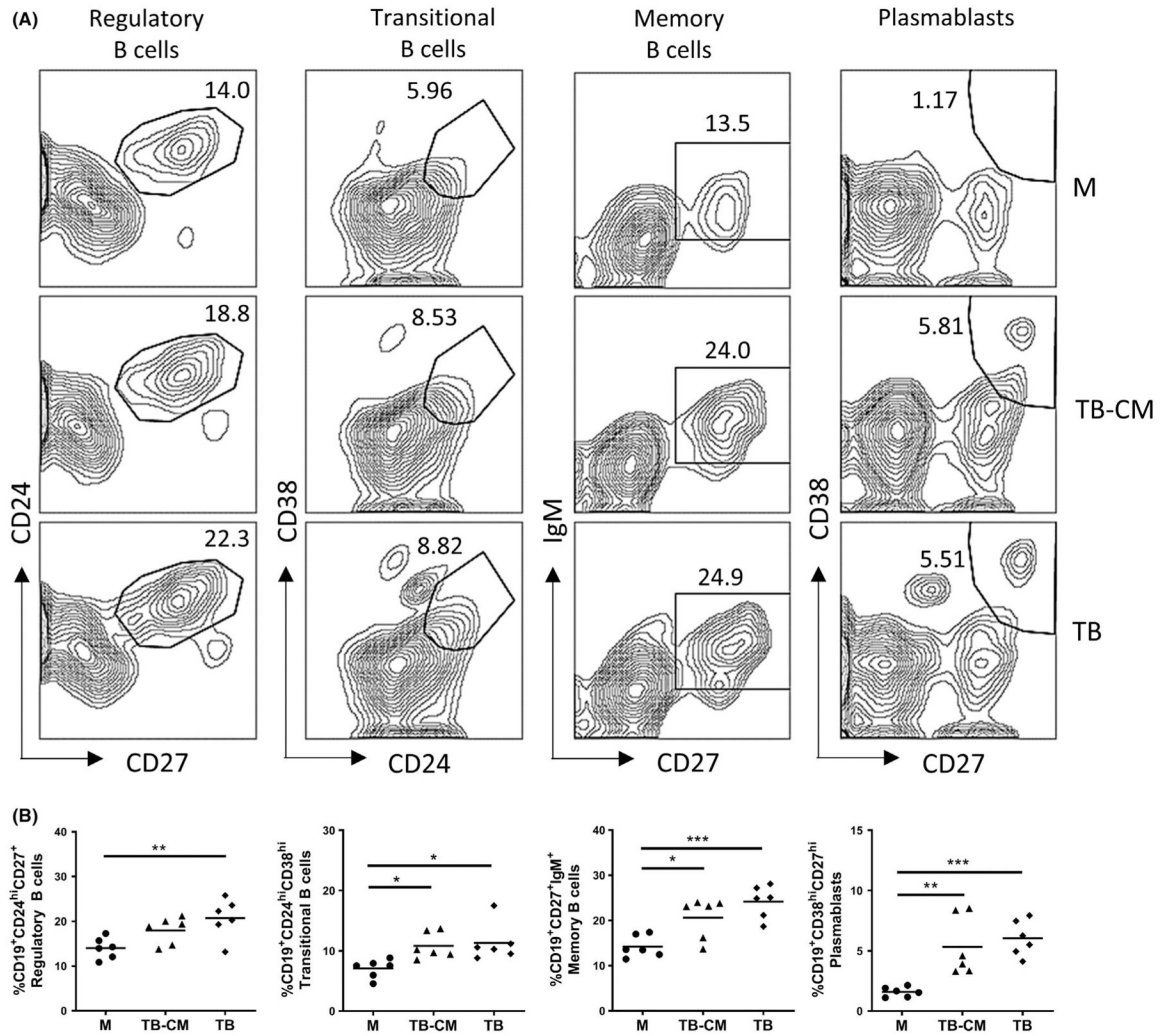 (A)
Regulatory
B cells
Transitional
B cells
Memory
B cells
Plasmablasts
14.0
5.96
13.5
1.17
M
18.8
8.53
24.0
5.81
TB-CM
22.3
8.82
24.9
5.51
TB
CD24
CD38
IgM
CD38
CD27
CD24
CD27
CD27
(B)
%CD19+CD24hiCD27+
Regulatory B cells
40
30
20
10
0
**
M TB-CM TB
%CD19+CD24hiCD38hi
Transitional B cells
30
20
10
0
*
*
M TB-CM TB
%CD19+CD27+IgM+
Memory B cells
40
30
20
10
0
***
*
M TB-CM TB
%CD19+CD38hiCD27hi
Plasmablasts
15
10
5
0
***
**
M TB-CM TB